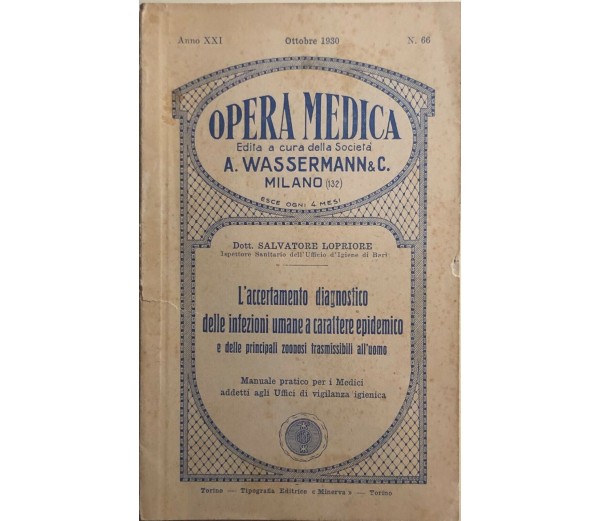 Anno XXI Ottobre 1930 N. 66
OPERA MEDICA
Edita a cura della Società
A. WASSERMANN & C.
MILANO (132)
ESCE OGNI 4 MESI
Dott. SALVATORE LOPRIORE
Ispettore Sanitario dell'Ufficio d'Igiene di Bari
L'accertamento diagnostico
delle infezioni umane a carattere epidemico
e delle principali zoonosi trasmissibili all'uomo
Manuale pratico per i Medici
addetti agli Uffici di vigilanza igienica
Torino — Tipografia Editrice « Minerva » — Torino